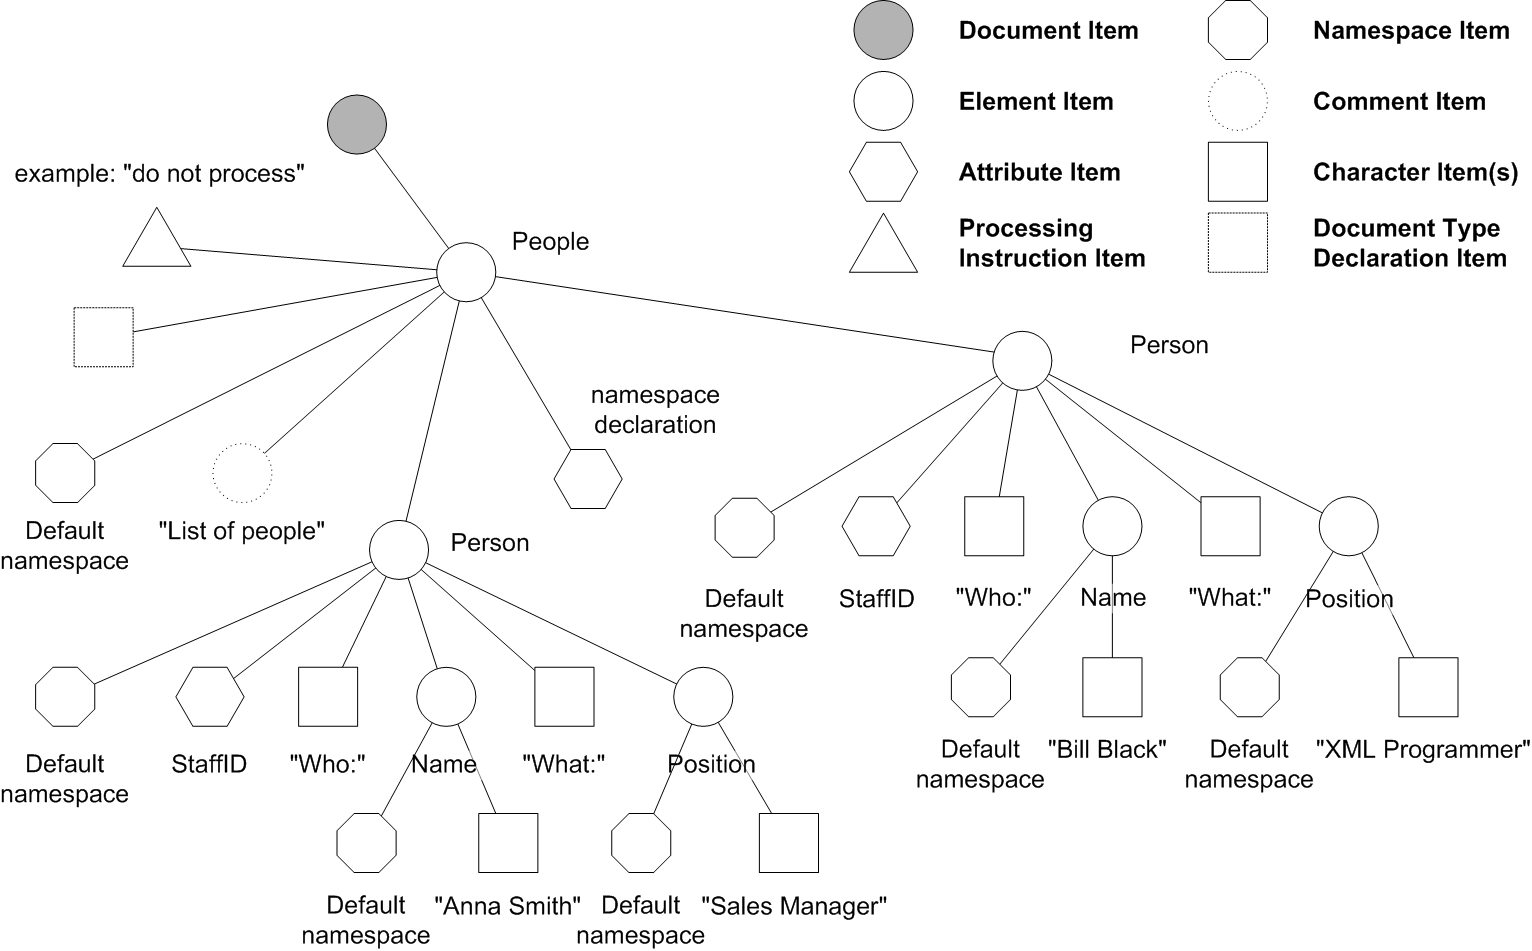 Document Item
Namespace Item
Element Item
Comment Item
example: "do not process"
Attribute Item
Character Item(s)
Processing
Instruction Item
Document Type
Declaration Item
People
Person
namespace
declaration
Default
namespace
"List of people"
Person
Default
namespace
StaffID
"Who:"
Name
"What:"
Position
Default
namespace
StaffID
"Who:"
Name
"What:"
Position
Default
namespace
"Bill Black"
Default
namespace
"XML Programmer"
Default
namespace
"Anna Smith"
Default
namespace
"Sales Manager"